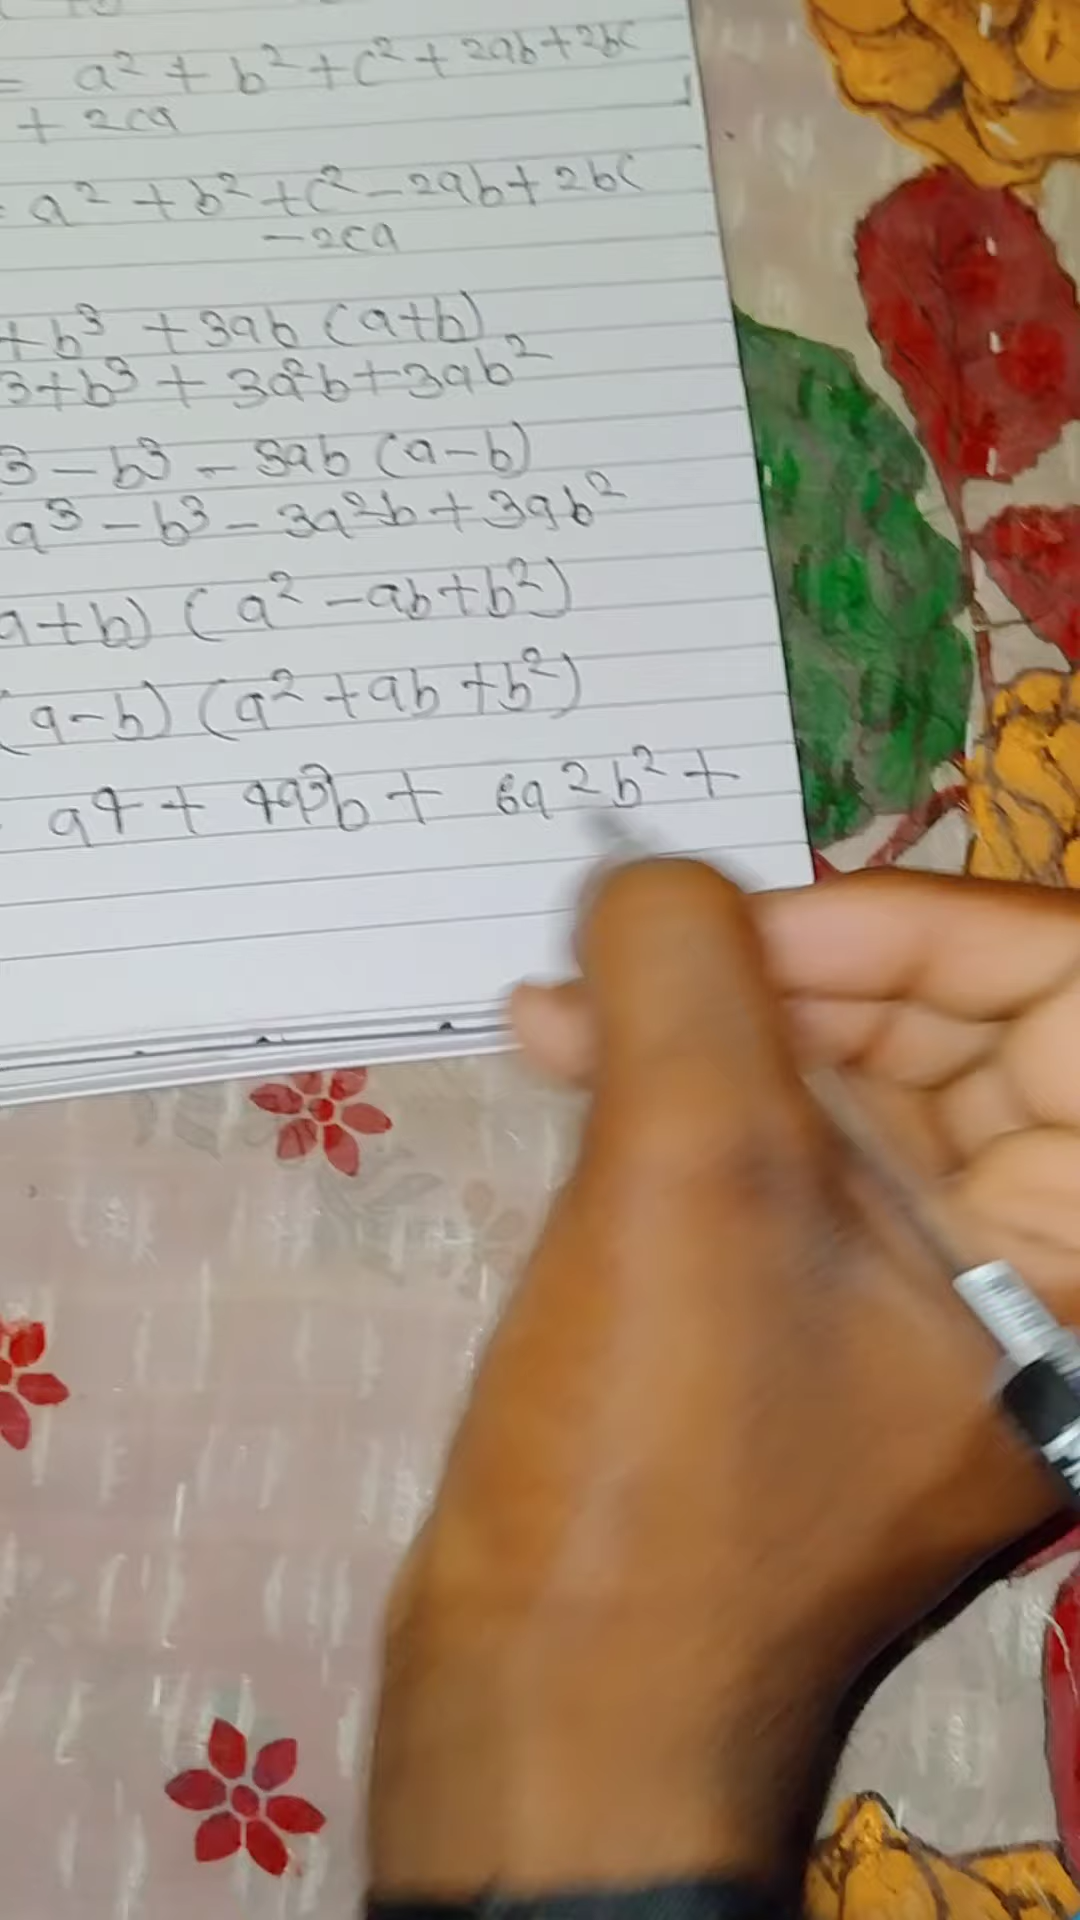 = a² + b² + c² + 2ab + 2bc
+ 2ca
= a² + b² + c² - 2ab + 2bc
- 2ca
+ b³ + 3ab (a+b)
3 + b³ + 3a²b + 3ab²
3 - b³ - 3ab (a-b)
a³ - b³ - 3a²b + 3ab²
a+b) (a² - ab + b²)
(a-b) (a² + ab + b²)
a⁴ + 4a³b + 6a²b² +